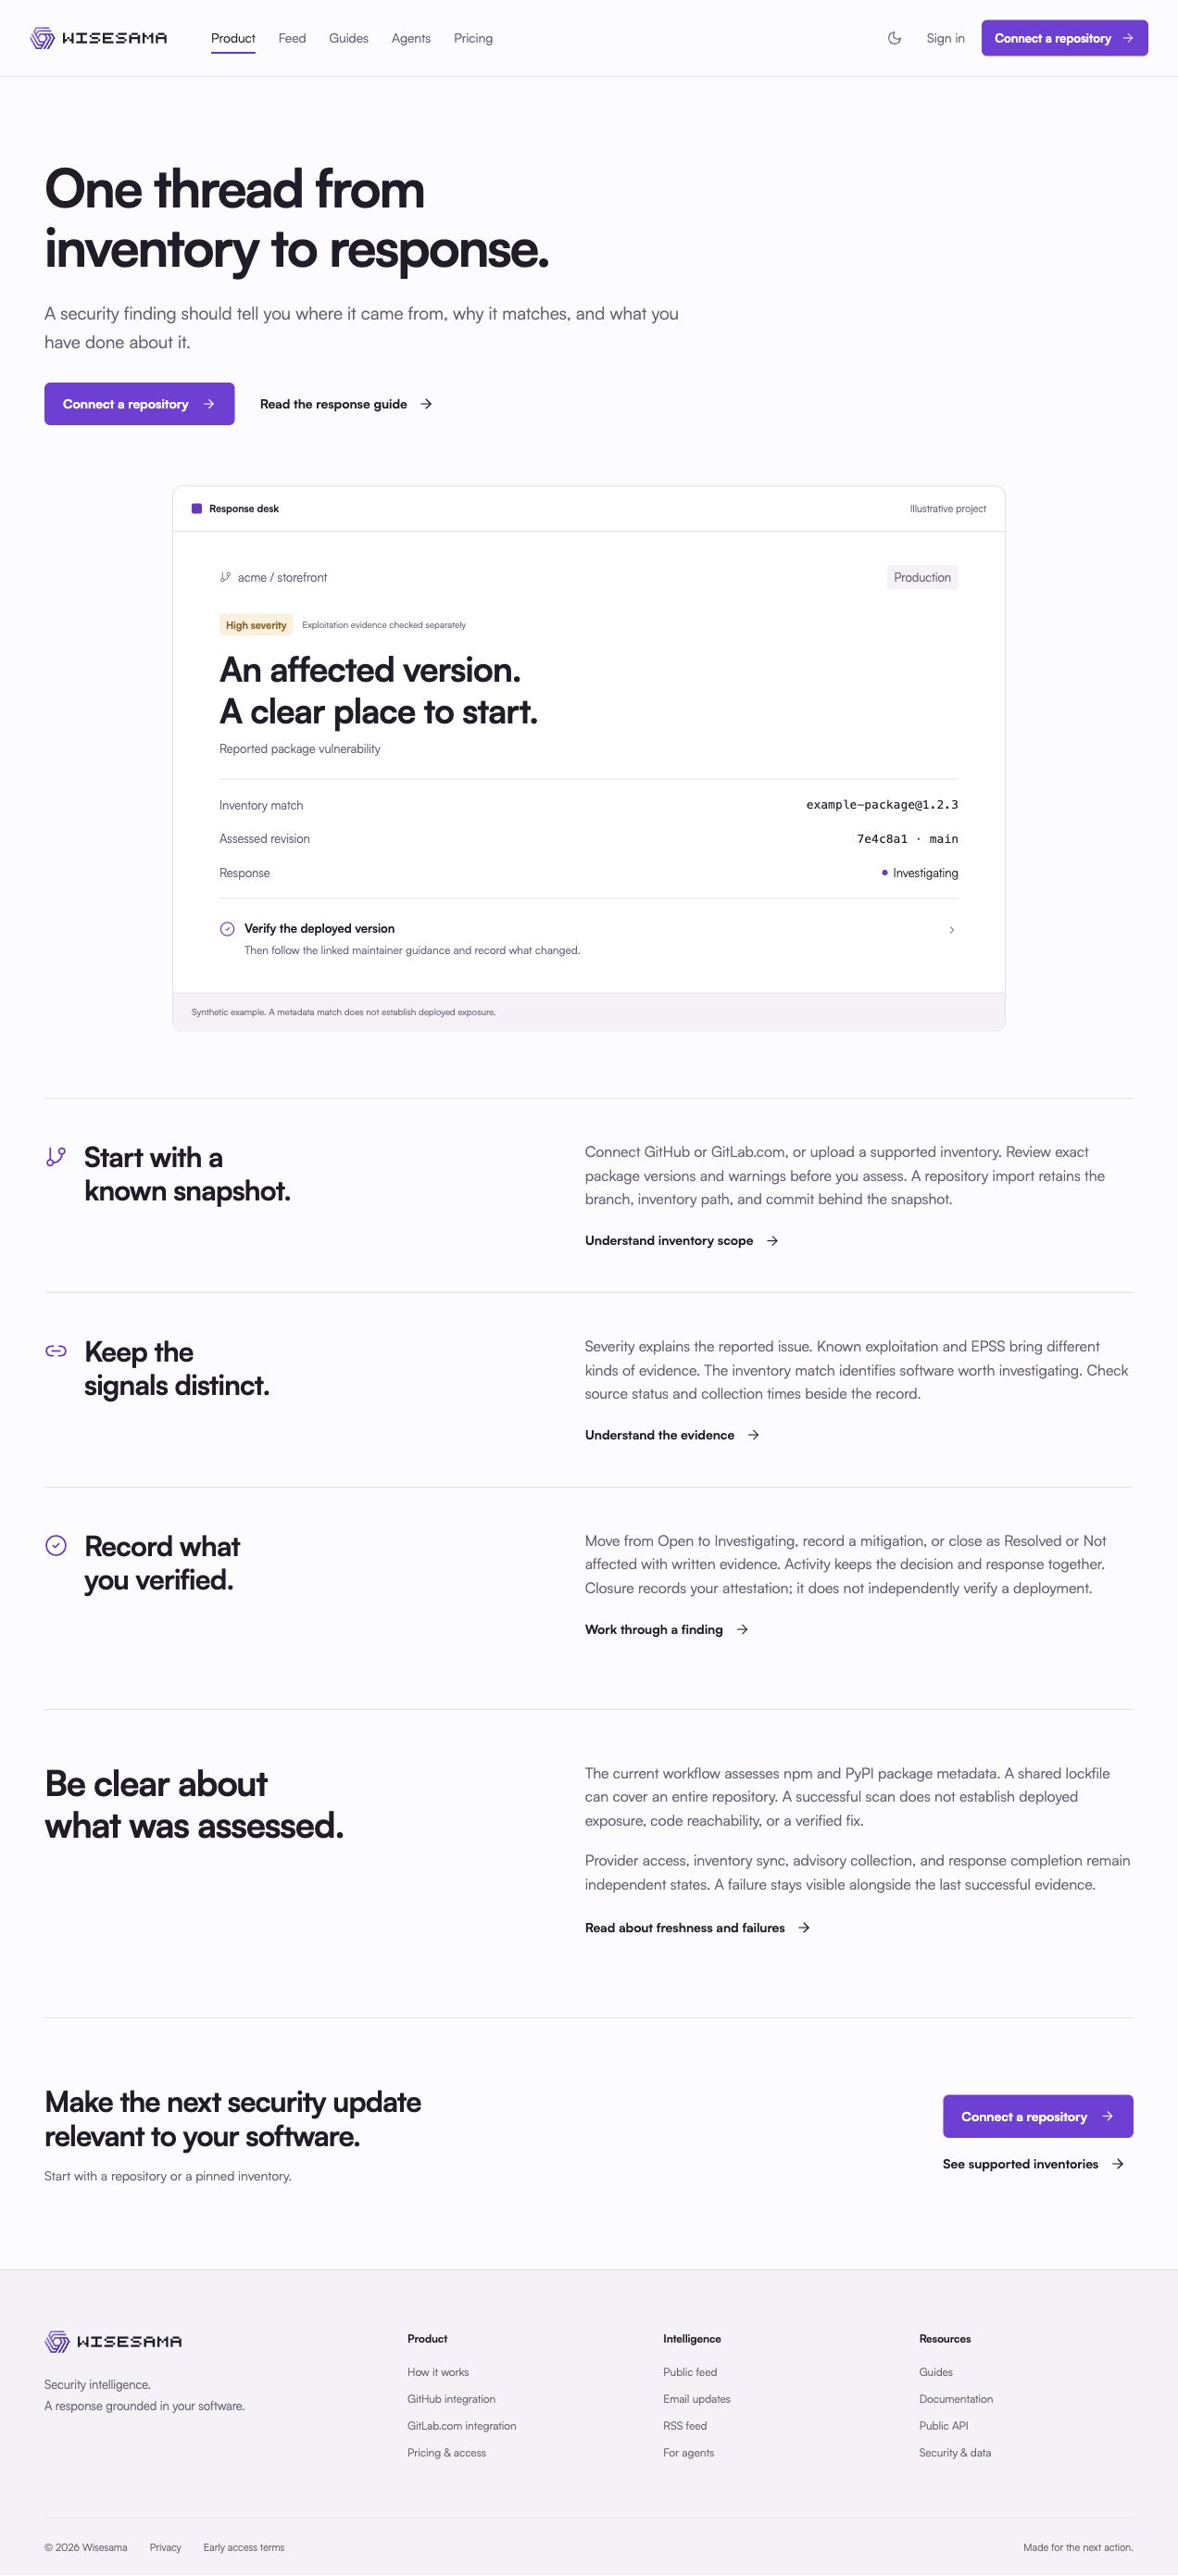 WISESAMA
Product
Feed
Guides
Agents
Pricing
Sign in
Connect a repository
One thread from
inventory to response.
A security finding should tell you where it came from, why it matches, and what you
have done about it.
Connect a repository
Read the response guide
Response desk
Illustrative project
acme / storefront
Production
High severity
Exploitation evidence checked separately
An affected version.
A clear place to start.
Reported package vulnerability
Inventory match
example-package@1.2.3
Assessed revision
7e4c8a1 · main
Response
Investigating
Verify the deployed version
Then follow the linked maintainer guidance and record what changed.
Synthetic example. A metadata match does not establish deployed exposure.
Start with a
known snapshot.
Connect GitHub or GitLab.com, or upload a supported inventory. Review exact
package versions and warnings before you assess. A repository import retains the
branch, inventory path, and commit behind the snapshot.
Understand inventory scope
Keep the
signals distinct.
Severity explains the reported issue. Known exploitation and EPSS bring different
kinds of evidence. The inventory match identifies software worth investigating. Check
source status and collection times beside the record.
Understand the evidence
Record what
you verified.
Move from Open to Investigating, record a mitigation, or close as Resolved or Not
affected with written evidence. Activity keeps the decision and response together.
Closure records your attestation; it does not independently verify a deployment.
Work through a finding
Be clear about
what was assessed.
The current workflow assesses npm and PyPI package metadata. A shared lockfile
can cover an entire repository. A successful scan does not establish deployed
exposure, code reachability, or a verified fix.
Provider access, inventory sync, advisory collection, and response completion remain
independent states. A failure stays visible alongside the last successful evidence.
Read about freshness and failures
Make the next security update
relevant to your software.
Start with a repository or a pinned inventory.
Connect a repository
See supported inventories
WISESAMA
Security intelligence.
A response grounded in your software.
Product
How it works
GitHub integration
GitLab.com integration
Pricing & access
Intelligence
Public feed
Email updates
RSS feed
For agents
Resources
Guides
Documentation
Public API
Security & data
© 2026 Wisesama
Privacy
Early access terms
Made for the next action.